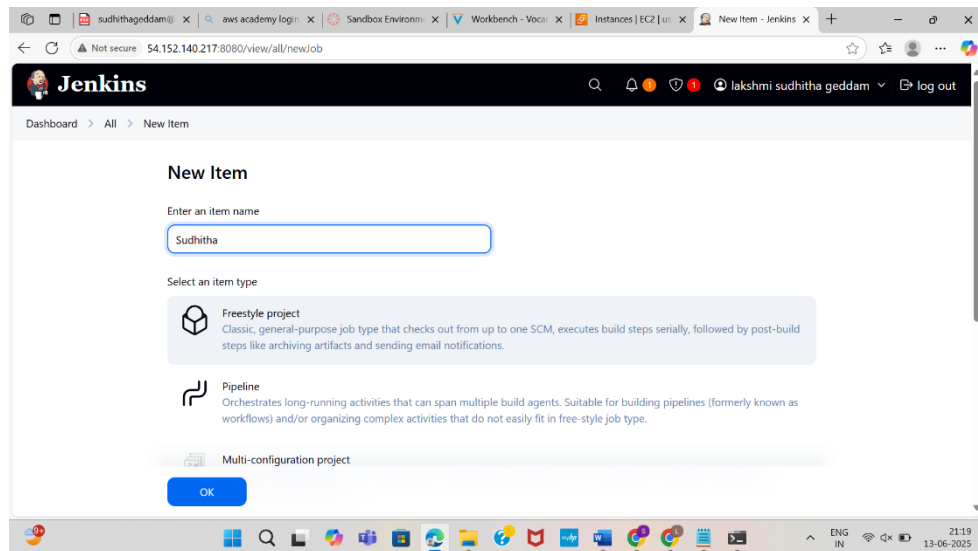 sudhithageddam@
aws academy login
Sandbox Environm
Workbench - Vocar
Instances | EC2 | us
New Item - Jenkins
Not secure 54.152.140.217:8080/view/all/newJob
Jenkins
1
1
lakshmi sudhitha geddam
log out
Dashboard > All > New Item
New Item
Enter an item name
Sudhitha
Select an item type
Freestyle project
Classic, general-purpose job type that checks out from up to one SCM, executes build steps serially, followed by post-build
steps like archiving artifacts and sending email notifications.
Pipeline
Orchestrates long-running activities that can span multiple build agents. Suitable for building pipelines (formerly known as
workflows) and/or organizing complex activities that do not easily fit in free-style job type.
Multi-configuration project
OK
9+
ENG
IN
21:19
13-06-2025